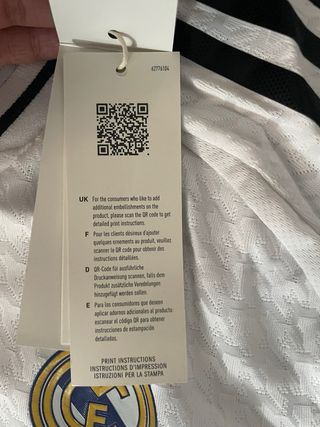 62776104
UK For the consumers who like to add
additional embellishments on the
product, please scan the QR code to get
detailed print instructions.
F Pour les clients désireux d'ajouter
quelques ornements au produit, veuillez
scanner le QR code pour obtenir des
instructions détaillées.
D QR-Code für ausführliche
Druckanweisung scannen, falls dem
Produkt zusätzliche Veredlungen
hinzugefügt werden sollen.
E Para los consumidores que deseen
aplicar adornos adicionales al producto:
escanear el código QR para obtener
instrucciones de estampación
detalladas.
PRINT INSTRUCTIONS
INSTRUCTIONS D'IMPRESSION
ISTRUZIONI PER LA STAMPA